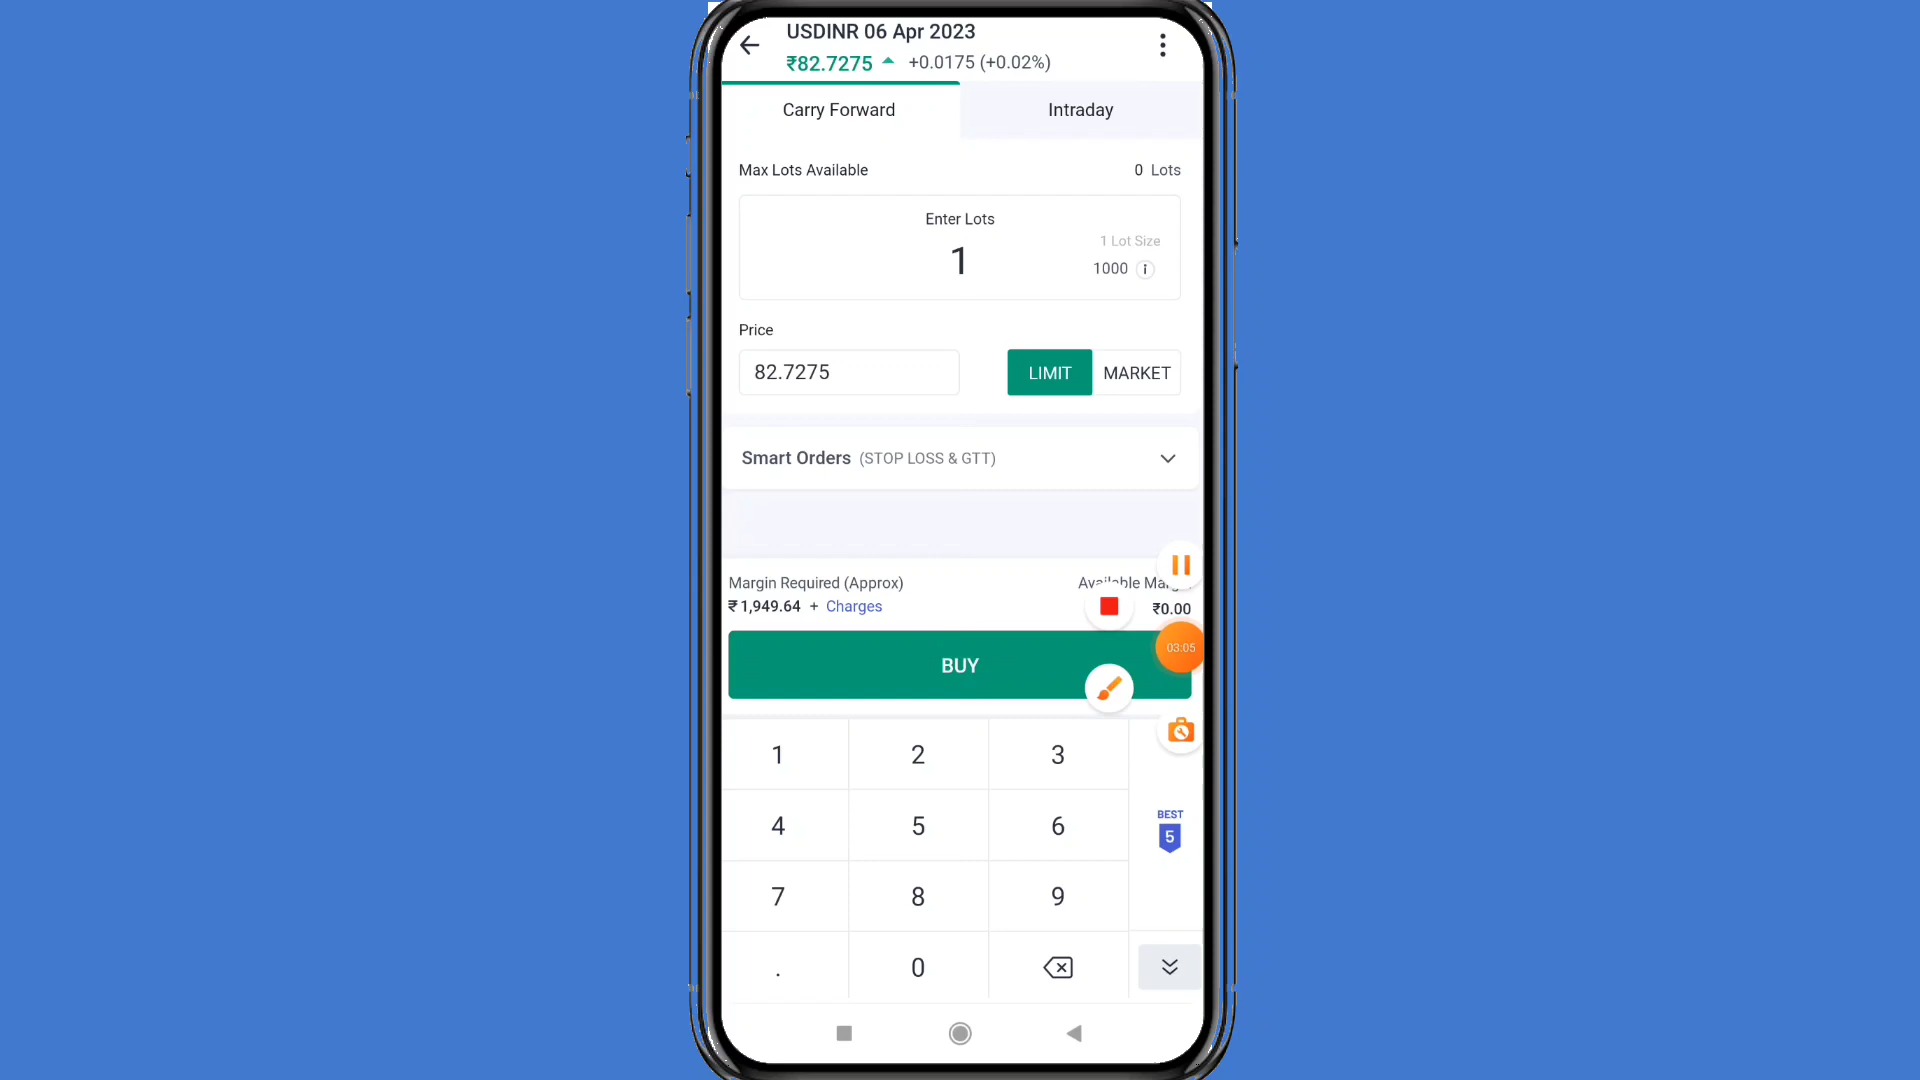 USDINR 06 Apr 2023
₹82.7275 +0.0175 (+0.02%)
Carry Forward Intraday
Max Lots Available 0 Lots
Enter Lots
1 Lot Size
1
1000
Price
82.7275 LIMIT MARKET
Smart Orders (STOP LOSS & GTT)
Margin Required (Approx) Available
₹1,949.64 + Charges ₹0.00
BUY
03:05
1 2 3
BEST
4 5 6 5
7 8 9
. 0